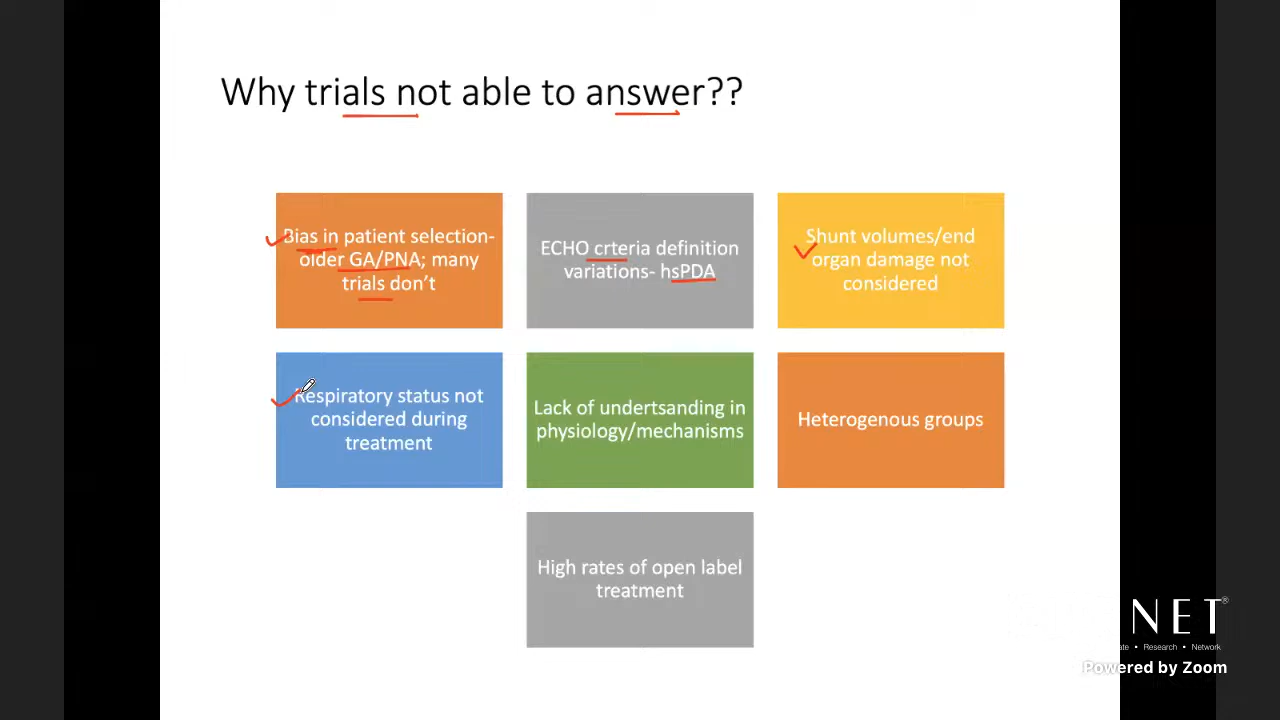 Why trials not able to answer??
Bias in patient selection-
older GA/PNA; many
trials don't
ECHO crteria definition
variations- hsPDA
Shunt volumes/end
organ damage not
considered
Respiratory status not
considered during
treatment
Lack of undertsanding in
physiology/mechanisms
Heterogenous groups
High rates of open label
treatment
NET®
• Research • Network
Powered by Zoom